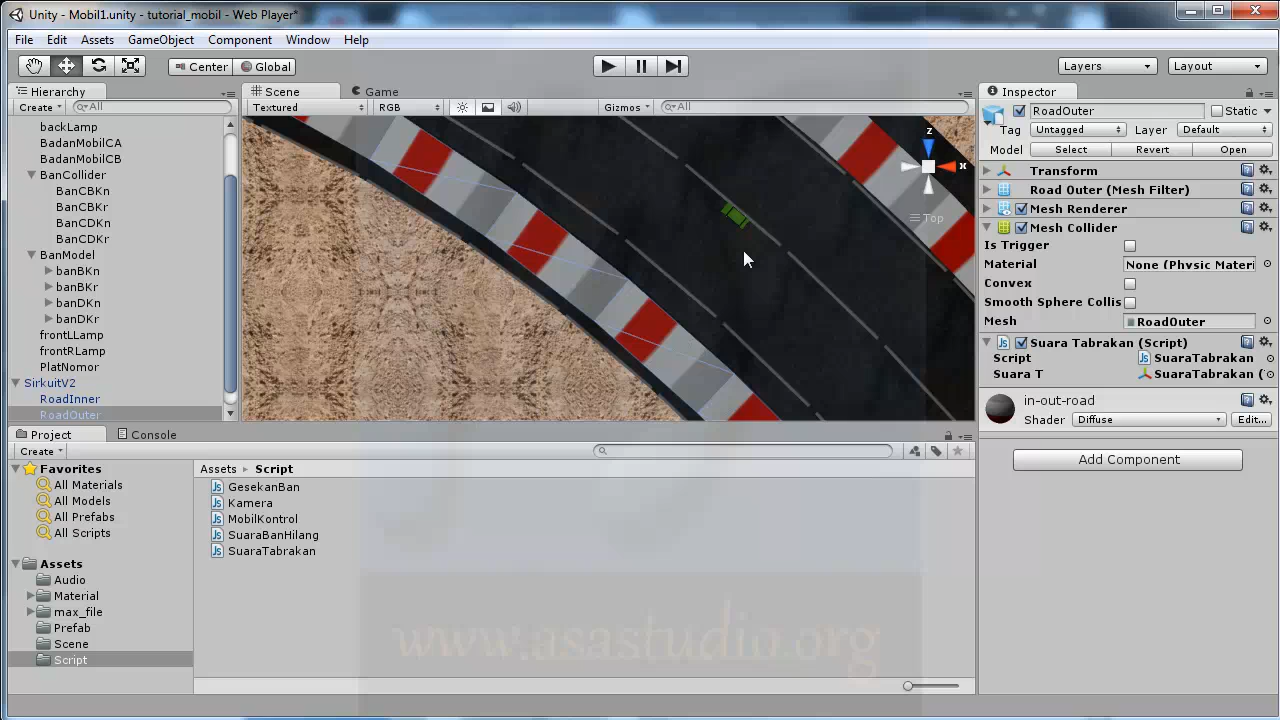 Unity - Mobil1.unity - tutorial_mobil - Web Player*
File Edit Assets GameObject Component Window Help
Center Global Layers Layout
Hierarchy
Create All
backLamp
BadanMobilCA
BadanMobilCB
BanCollider
BanCBKn
BanCBKr
BanCDKn
BanCDKr
BanModel
banBKn
banBKr
banDKn
banDKr
frontLLamp
frontRLamp
PlatNomor
SirkuitV2
RoadInner
RoadOuter
Scene Game
Textured RGB Gizmos All
z
x
Top
Inspector
RoadOuter Static
Tag Untagged Layer Default
Model Select Revert Open
Transform
Road Outer (Mesh Filter)
Mesh Renderer
Mesh Collider
Is Trigger
Material None (Physic Materi
Convex
Smooth Sphere Collis
Mesh RoadOuter
Suara Tabrakan (Script)
Script SuaraTabrakan
Suara T SuaraTabrakan (
in-out-road
Shader Diffuse Edit...
Add Component
Project Console
Create
Favorites
All Materials
All Models
All Prefabs
All Scripts
Assets
Audio
Material
max_file
Prefab
Scene
Script
Assets Script
GesekanBan
Kamera
MobilKontrol
SuaraBanHilang
SuaraTabrakan
www.asastudio.org